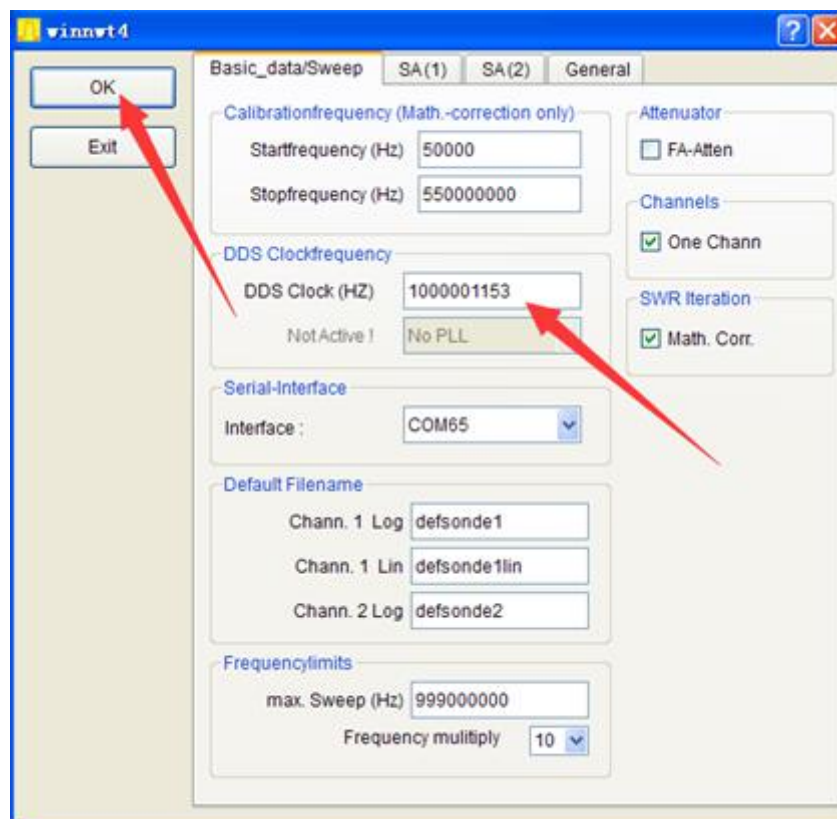 winnwt4
OK
Exit
Basic_data/Sweep
SA(1)
SA(2)
General
Calibrationfrequency (Math.-correction only)
Startfrequency (Hz) 50000
Stopfrequency (Hz) 550000000
DDS Clockfrequency
DDS Clock (HZ) 1000001153
Not Active ! No PLL
Serial-Interface
Interface : COM65
Default Filename
Chann. 1 Log defsonde1
Chann. 1 Lin defsonde1lin
Chann. 2 Log defsonde2
Frequencylimits
max. Sweep (Hz) 999000000
Frequency mulitiply 10
Attenuator
FA-Atten
Channels
One Chann
SWR Iteration
Math. Corr.